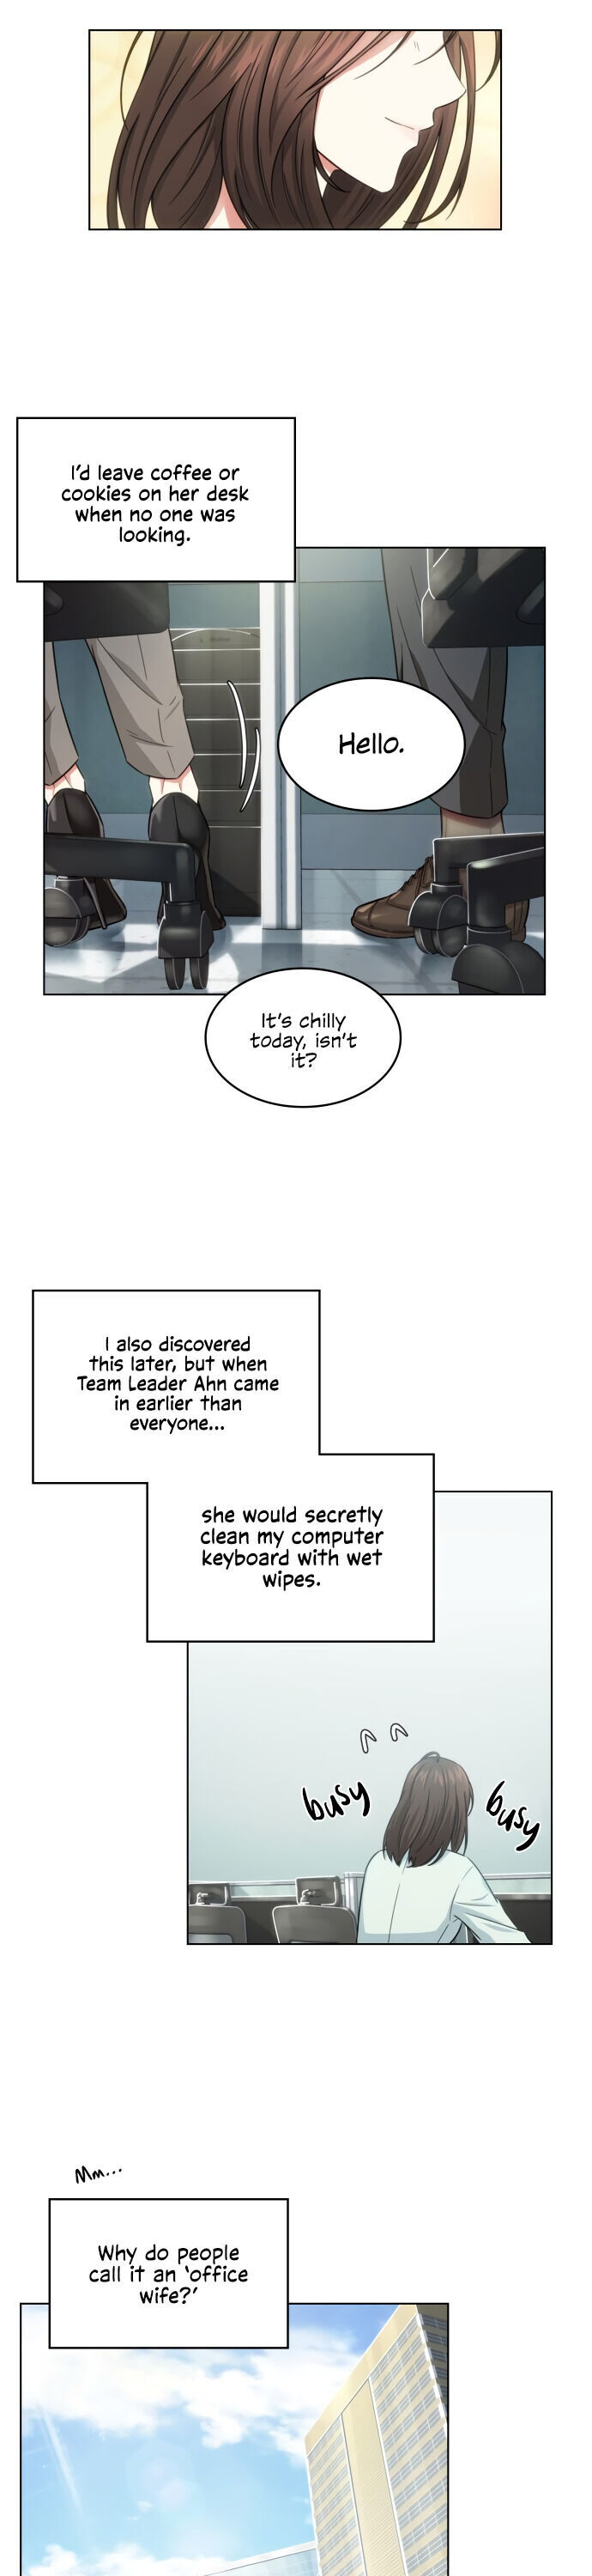 I'd leave coffee or
cookies on her desk
when no one was
looking.
Hello.
It's chilly
today, isn't
it?
I also discovered
this later, but when
Team Leader Ahn came
in earlier than
everyone...
she would secretly
clean my computer
keyboard with wet
wipes.
busy
busy
Mm...
Why do people
call it an 'office
wife?'